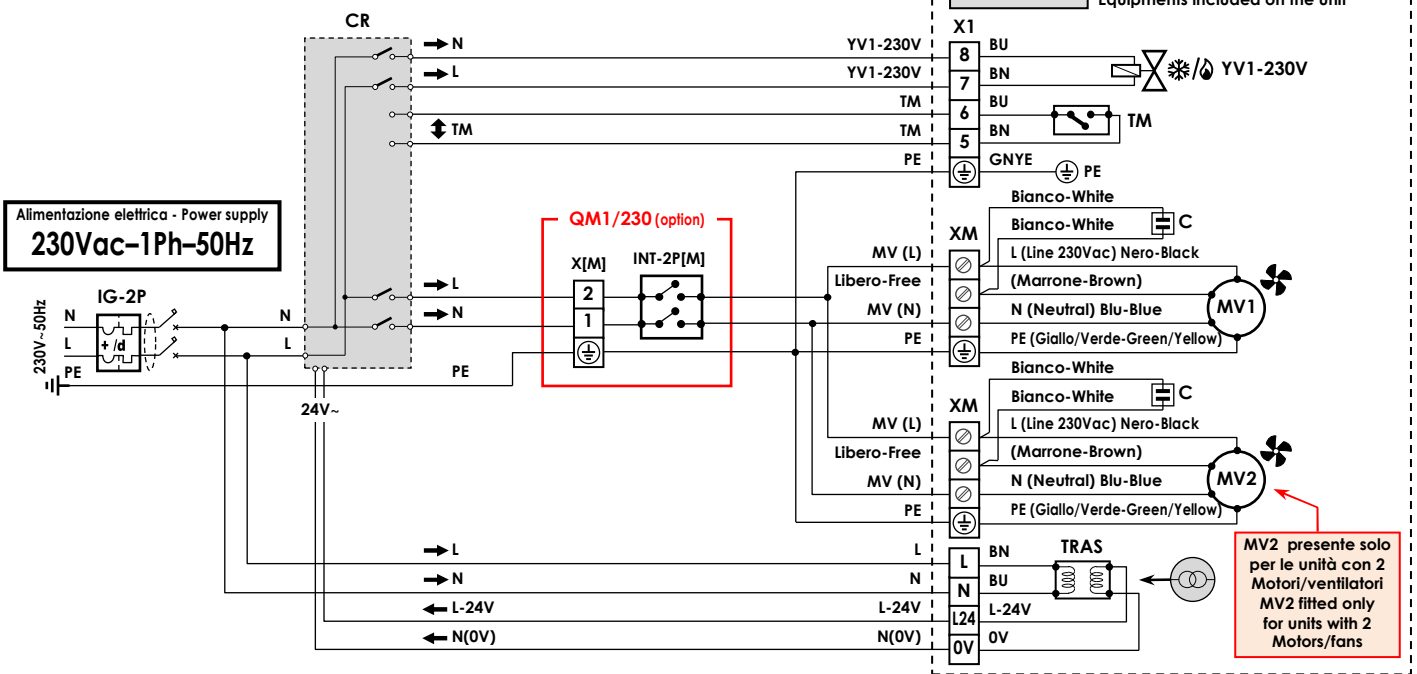 Equipments included on the unit
CR
X1
N
YV1-230V
8
BU
L
YV1-230V
7
BN
YV1-230V
TM
6
BU
TM
TM
5
BN
TM
PE
GNYE
PE
Alimentazione elettrica - Power supply
230Vac–1Ph–50Hz
QM1/230 (option)
X[M]
INT-2P[M]
2
1
L
N
IG-2P
230V~50Hz
N
L
PE
+ /d
N
L
PE
24V~
XM
Bianco-White
Bianco-White
C
MV (L)
L (Line 230Vac) Nero-Black
Libero-Free
(Marrone-Brown)
MV (N)
N (Neutral) Blu-Blue
MV1
PE
PE (Giallo/Verde-Green/Yellow)
XM
Bianco-White
Bianco-White
C
MV (L)
L (Line 230Vac) Nero-Black
Libero-Free
(Marrone-Brown)
MV (N)
N (Neutral) Blu-Blue
MV2
PE
PE (Giallo/Verde-Green/Yellow)
L
L
L
BN
TRAS
N
N
N
BU
L-24V
L-24V
L24
L-24V
N(0V)
N(0V)
0V
0V
MV2 presente solo
per le unità con 2
Motori/ventilatori
MV2 fitted only
for units with 2
Motors/fans